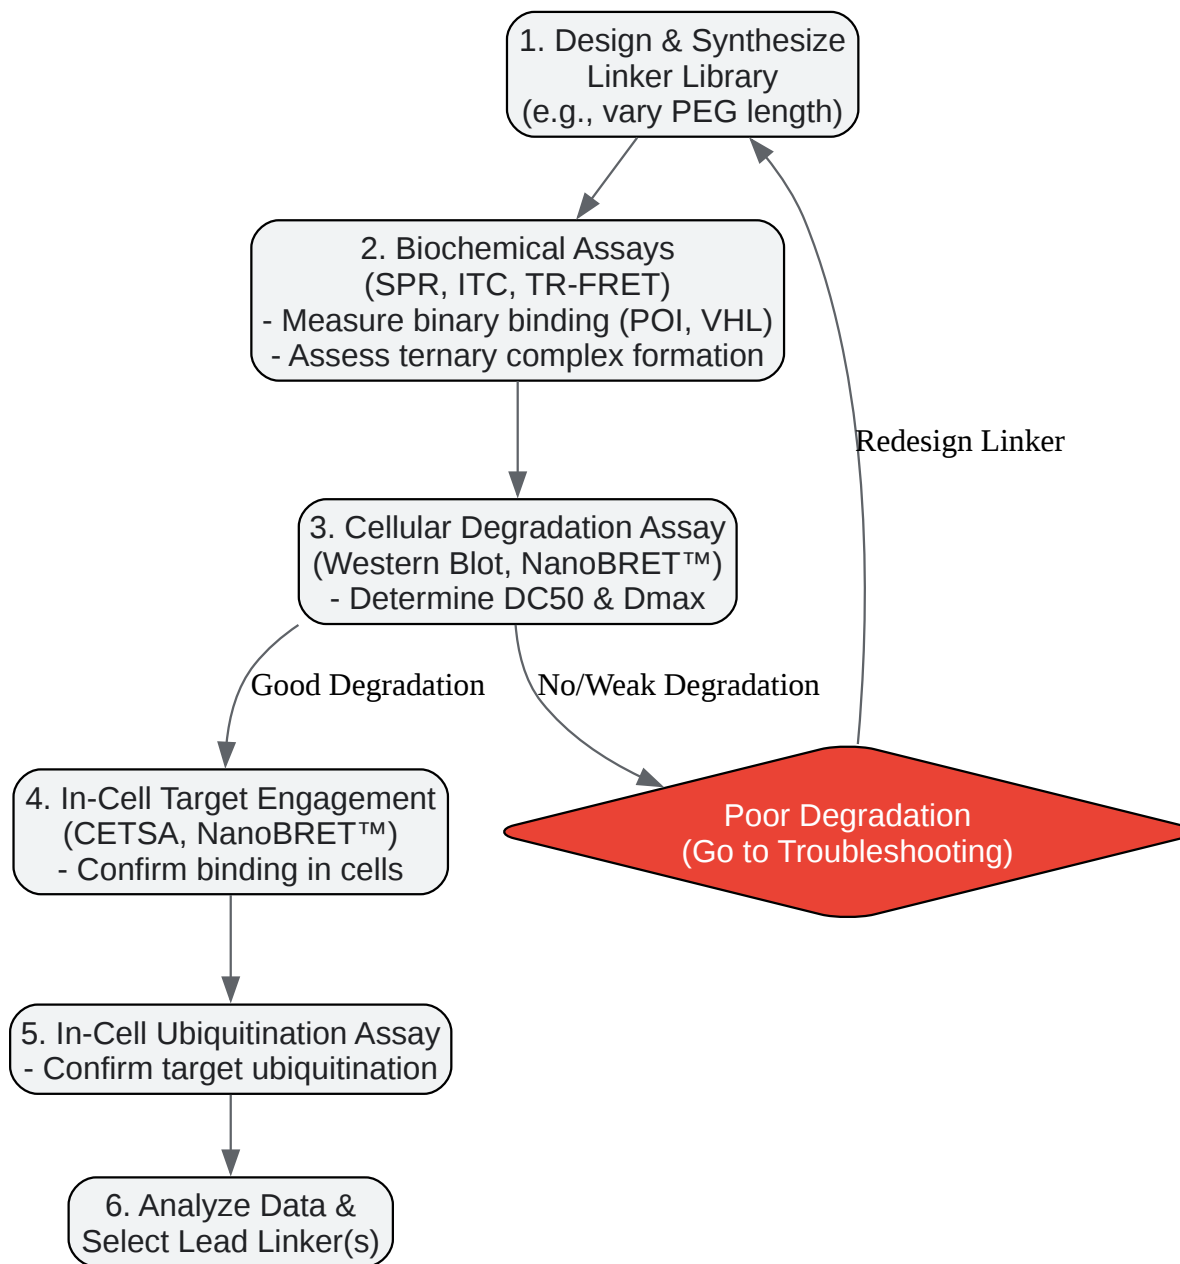 1. Design & Synthesize
Linker Library
(e.g., vary PEG length)
2. Biochemical Assays
(SPR, ITC, TR-FRET)
- Measure binary binding (POI, VHL)
- Assess ternary complex formation
Redesign Linker
3. Cellular Degradation Assay
(Western Blot, NanoBRET™)
- Determine DC50 & Dmax
Good Degradation
No/Weak Degradation
4. In-Cell Target Engagement
(CETSA, NanoBRET™)
- Confirm binding in cells
Poor Degradation
(Go to Troubleshooting)
5. In-Cell Ubiquitination Assay
- Confirm target ubiquitination
6. Analyze Data &
Select Lead Linker(s)